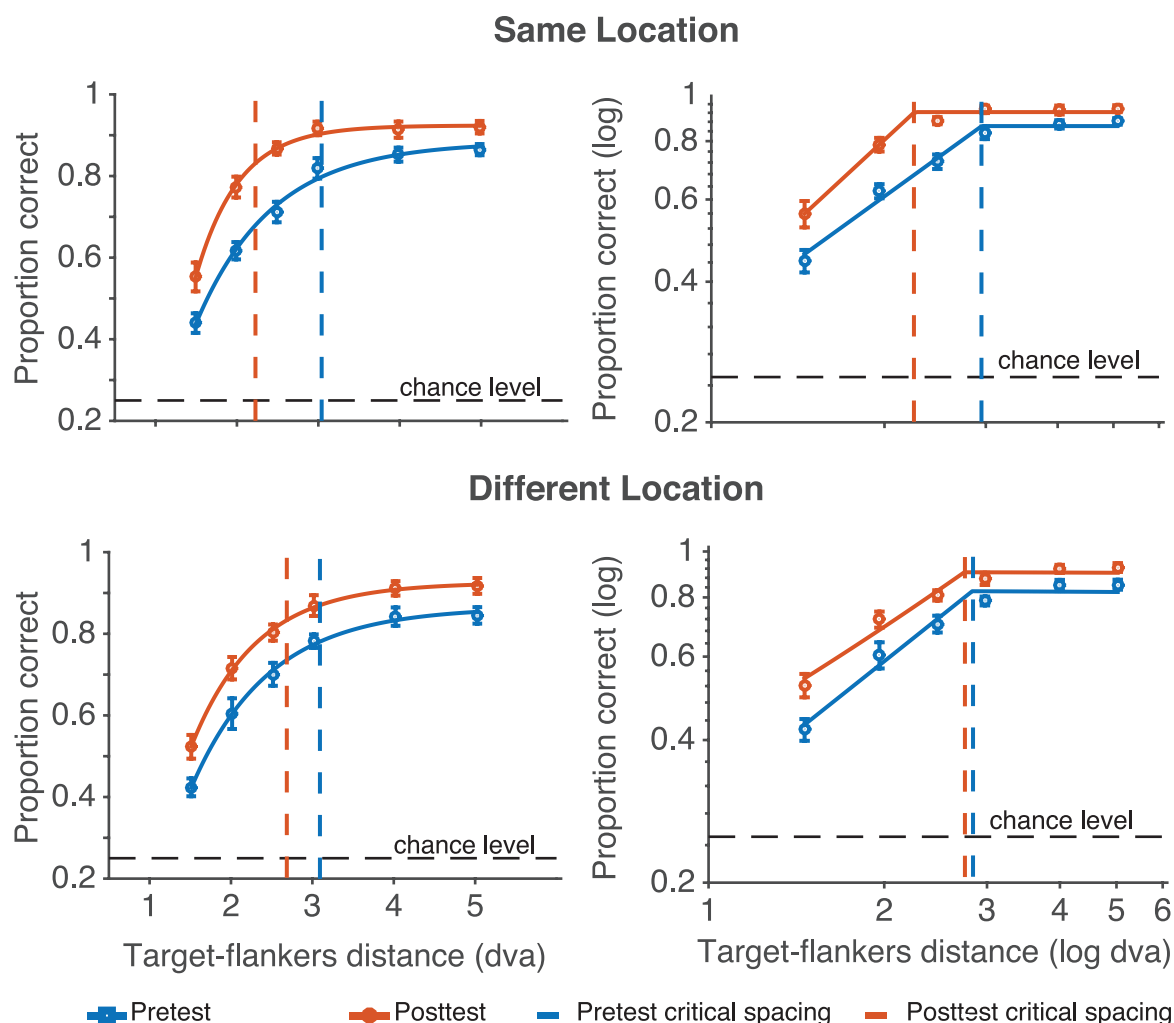 Same Location
Proportion correct
1
0.8
0.6
0.4
0.2
chance level
Proportion correct (log)
1
0.8
0.6
0.4
0.2
chance level
Different Location
Proportion correct
1
0.8
0.6
0.4
0.2
chance level
1 2 3 4 5
Target-flankers distance (dva)
Proportion correct (log)
1
0.8
0.6
0.4
0.2
chance level
1 2 3 4 5 6
Target-flankers distance (log dva)
Pretest Posttest Pretest critical spacing Posttest critical spacing